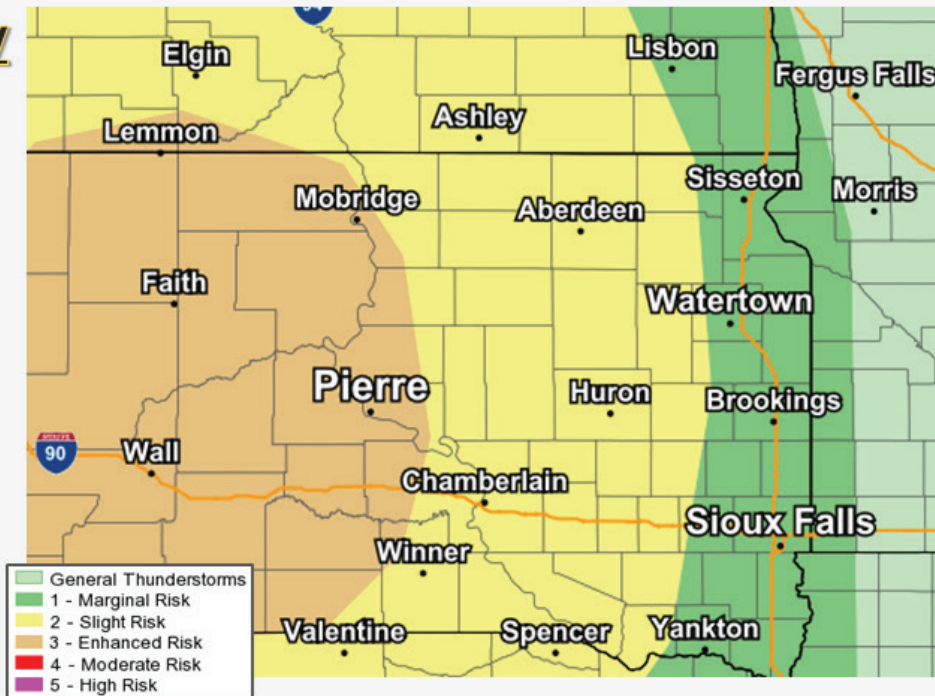 94
Elgin
Lisbon
Fergus Falls
Lemmon
Ashley
Mobridge
Sisseton
Morris
Aberdeen
Faith
Watertown
Pierre
Huron
Brookings
90
Wall
Chamberlain
Sioux Falls
Winner
Valentine
Spencer
Yankton
General Thunderstorms
1 - Marginal Risk
2 - Slight Risk
3 - Enhanced Risk
4 - Moderate Risk
5 - High Risk